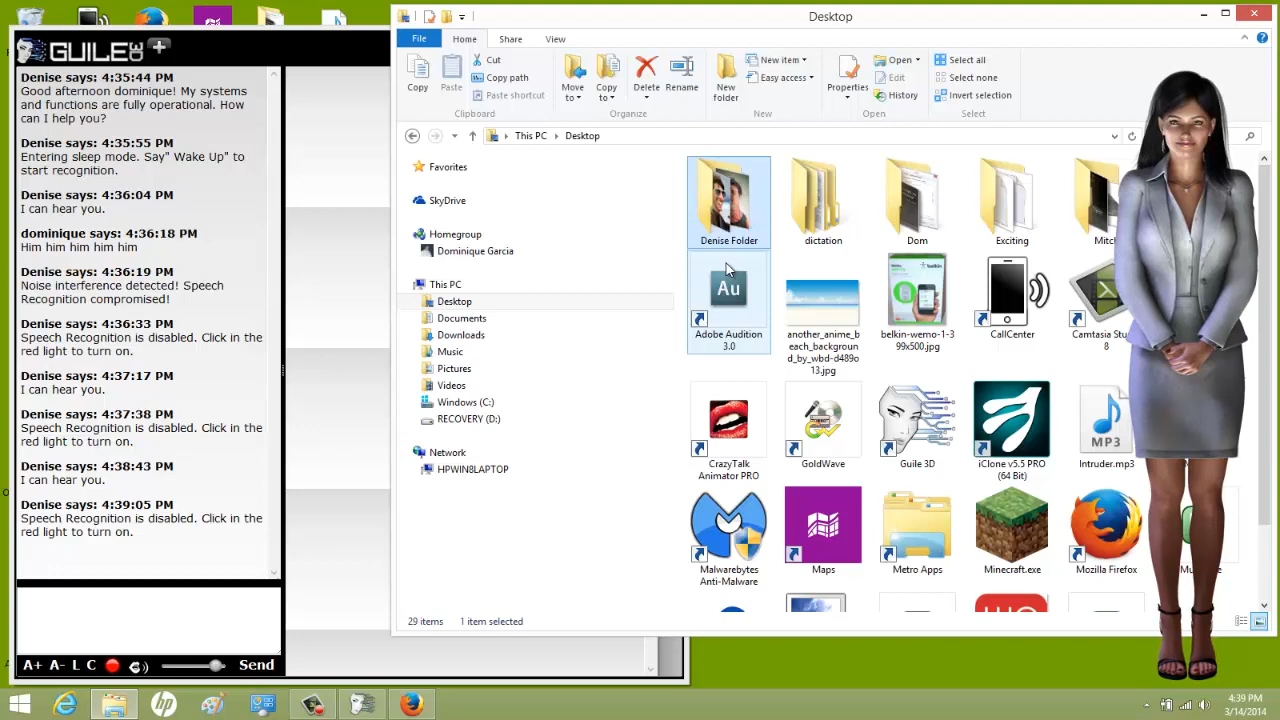 GUILE 3D
Denise says: 4:35:44 PM
Good afternoon dominique! My systems
and functions are fully operational. How
can I help you?
Denise says: 4:35:55 PM
Entering sleep mode. Say" Wake Up" to
start recognition.
Denise says: 4:36:04 PM
I can hear you.
dominique says: 4:36:18 PM
Him him him him him
Denise says: 4:36:19 PM
Noise interference detected! Speech
Recognition compromised!
Denise says: 4:36:33 PM
Speech Recognition is disabled. Click in the
red light to turn on.
Denise says: 4:37:17 PM
I can hear you.
Denise says: 4:37:38 PM
Speech Recognition is disabled. Click in the
red light to turn on.
Denise says: 4:38:43 PM
I can hear you.
Denise says: 4:39:05 PM
Speech Recognition is disabled. Click in the
red light to turn on.
A+ A- L C Send
Desktop
File Home Share View
Copy
Paste
Cut
Copy path
Paste shortcut
Clipboard
Move
to
Copy
to
Delete
Rename
Organize
New
folder
New item
Easy access
New
Properties
Open
Edit
History
Open
Select all
Select none
Invert selection
Select
This PC Desktop
Favorites
SkyDrive
Homegroup
Dominique Garcia
This PC
Desktop
Documents
Downloads
Music
Pictures
Videos
Windows (C:)
RECOVERY (D:)
Network
HPWIN8LAPTOP
Denise Folder
dictation
Dom
Exciting
Mitch
Au
Adobe Audition
3.0
another_anime_b
each_backgroun
d_by_wbd-d489o
13.jpg
belkin-wemo-1-3
99x500.jpg
CallCenter
Camtasia Stu
8
CrazyTalk
Animator PRO
GoldWave
Guile 3D
iClone v5.5 PRO
(64 Bit)
MP3
Intruder.mp3
Malwarebytes
Anti-Malware
Maps
Metro Apps
Minecraft.exe
Mozilla Firefox
29 items 1 item selected
4:39 PM
3/14/2014